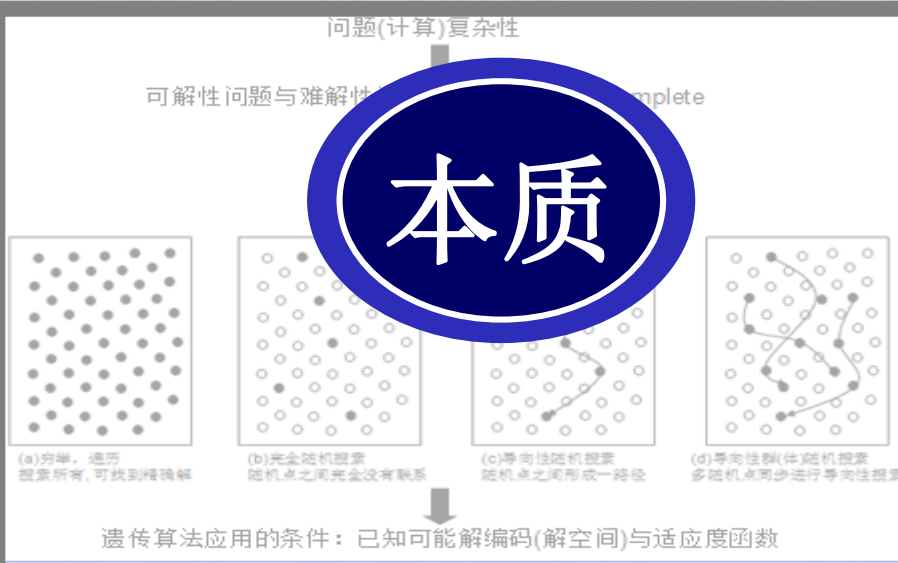 问题(计算)复杂性
可解性问题与难解性
mplete
本质
(a)穷举，遍历
搜索所有,可找到精确解
(b)完全随机搜索
随机点之间完全没有联系
(c)导向性随机搜索
随机点之间形成一路径
(d)导向性群(体)随机搜索
多随机点同步进行导向性搜索
遗传算法应用的条件：已知可能解编码(解空间)与适应度函数